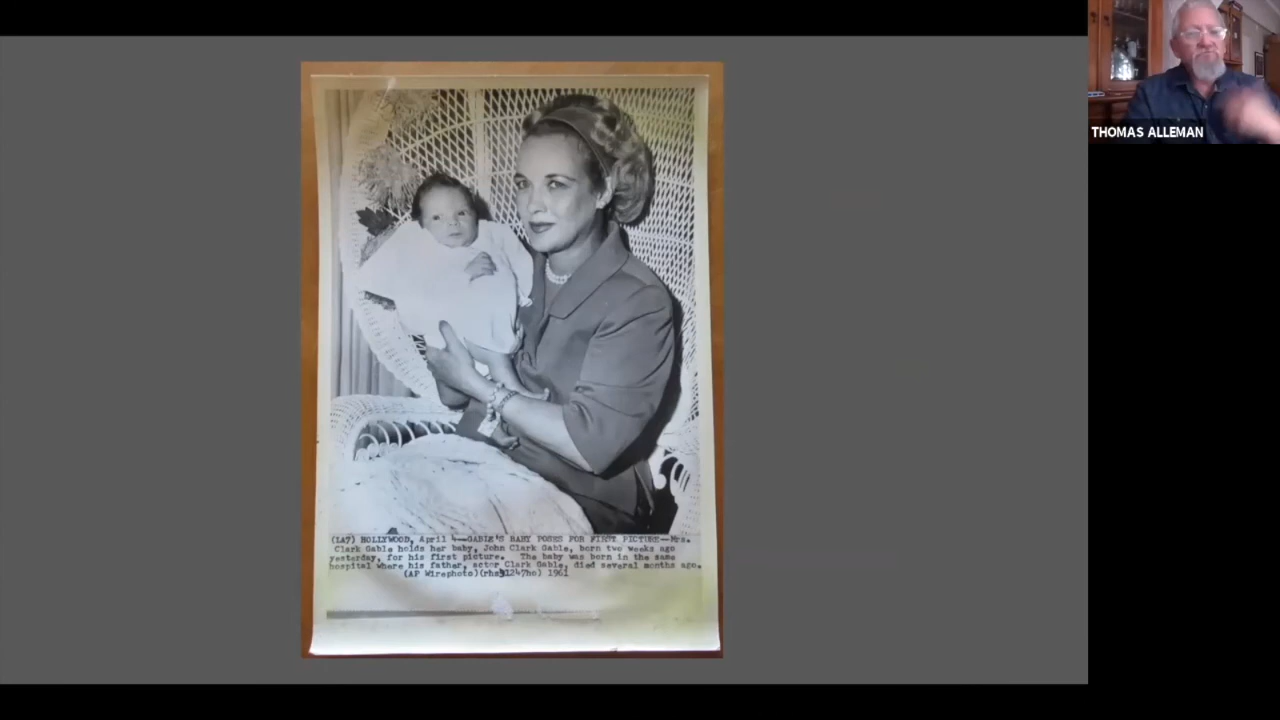 THOMAS ALLEMAN
(1A7) HOLLYWOOD, April 4--GABLE'S BABY POSES FOR FIRST PICTURE--Mrs.
Clark Gable holds her baby, John Clark Gable, born two weeks ago
yesterday, for his first picture. The baby was born in the same
hospital where his father, actor Clark Gable, died several months ago.
(AP Wirephoto) 1961